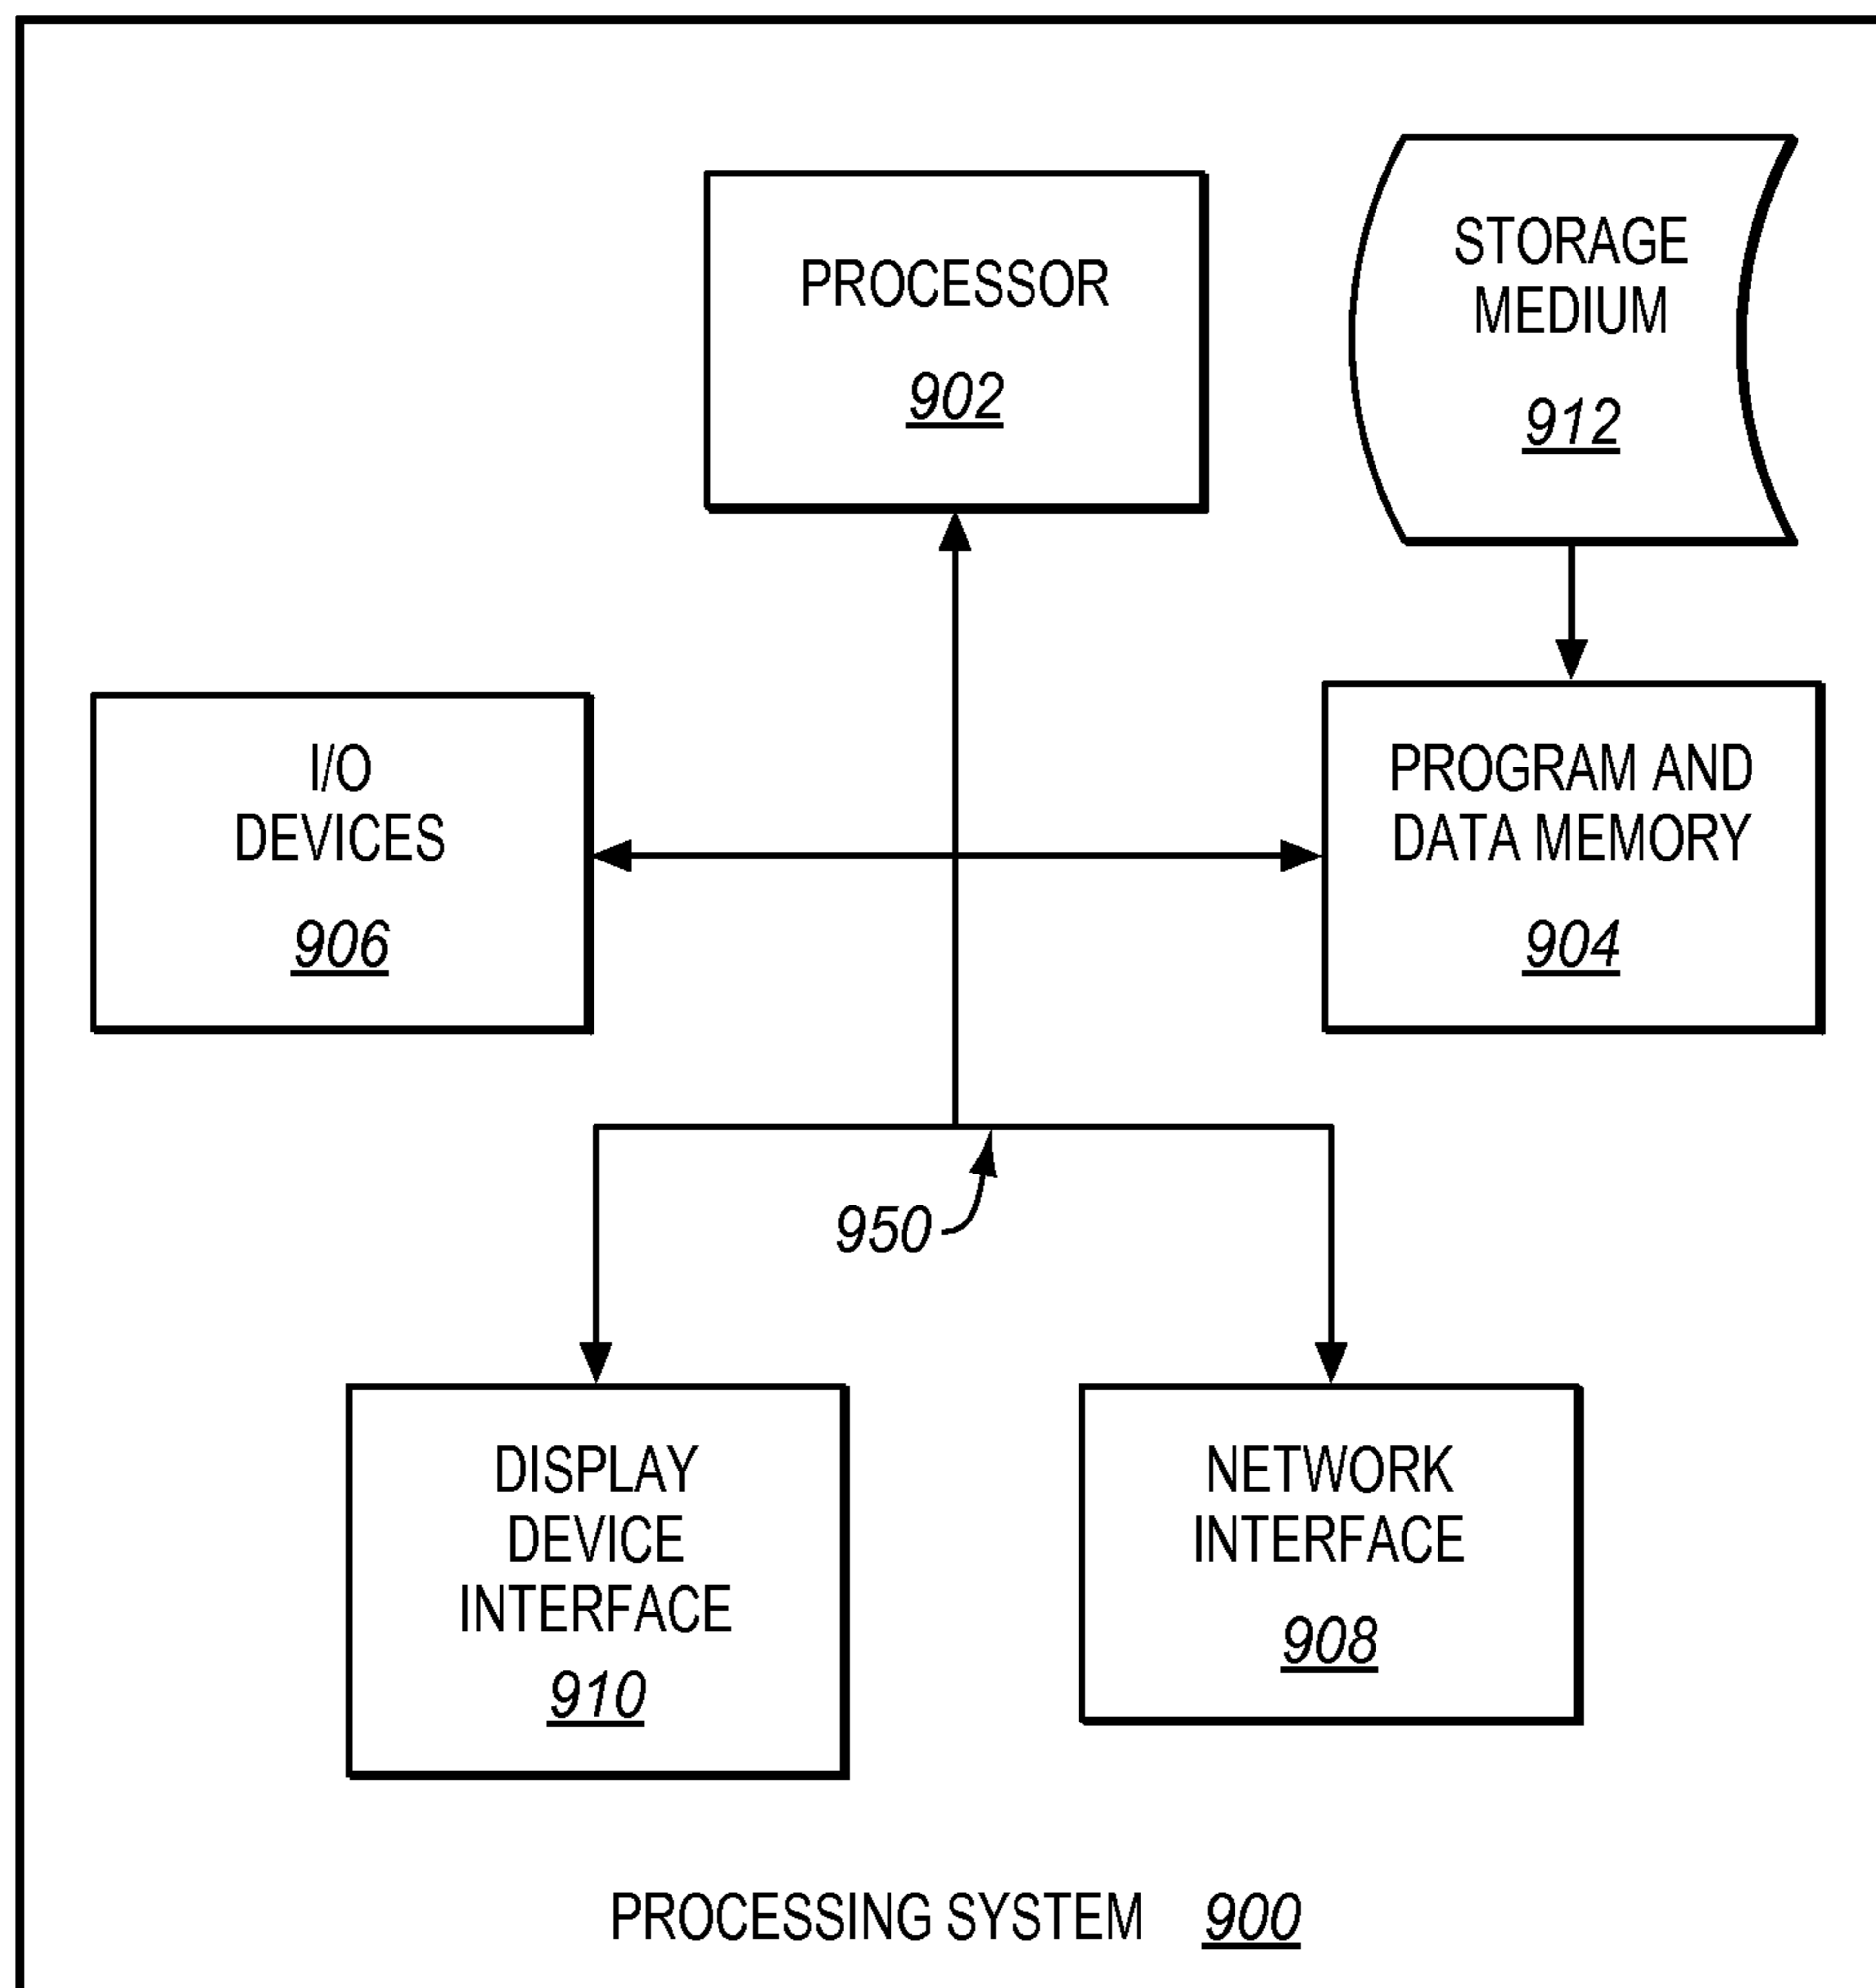 PROCESSOR
902
STORAGE
MEDIUM
912
I/O
DEVICES
906
PROGRAM AND
DATA MEMORY
904
950
DISPLAY
DEVICE
INTERFACE
910
NETWORK
INTERFACE
908
PROCESSING SYSTEM 900